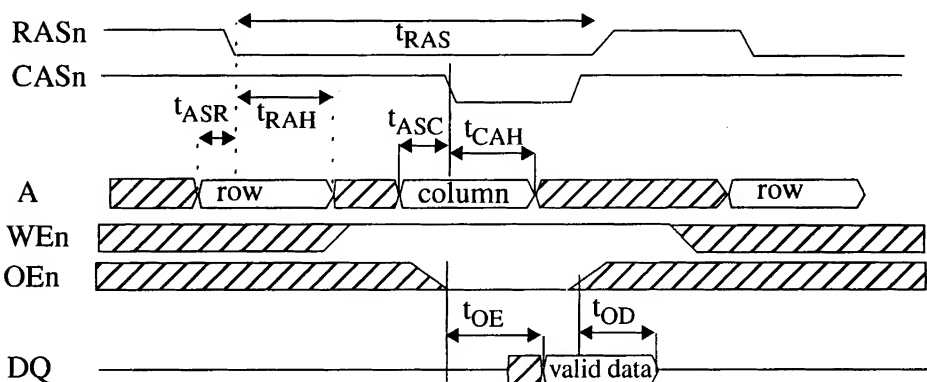 RASn
tRAS
CASn
tASR
tRAH
tASC
tCAH
A
row
column
row
WEn
OEn
tOE
tOD
DQ
valid data